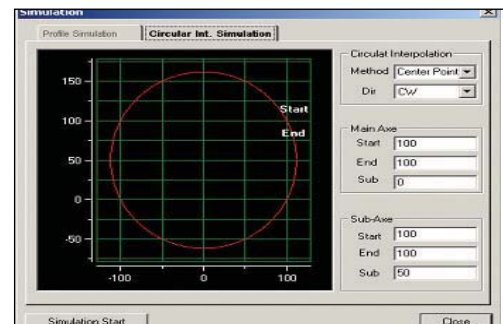 Simulation
Profile Simulation
Circular Int. Simulation
150
100
50
0
-50
-100
0
100
Start
End
Circulat Interpolation
Method Center Point
Dir CW
Main Axe
Start 100
End 100
Sub 0
Sub-Axe
Start 100
End 100
Sub 50
Simulation Start
Close